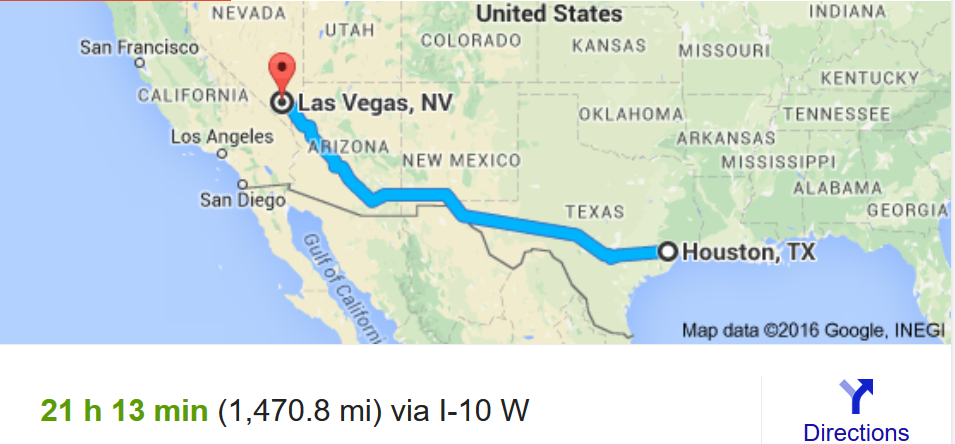 NEVADA
United States
INDIANA
UTAH
COLORADO
San Francisco
KANSAS
MISSOURI
KENTUCKY
CALIFORNIA
Las Vegas, NV
OKLAHOMA
TENNESSEE
Los Angeles
ARIZONA
NEW MEXICO
ARKANSAS
MISSISSIPPI
San Diego
ALABAMA
TEXAS
GEORGIA
Gulf of Californi
Houston, TX
Map data ©2016 Google, INEGI
21 h 13 min (1,470.8 mi) via I-10 W
Directions